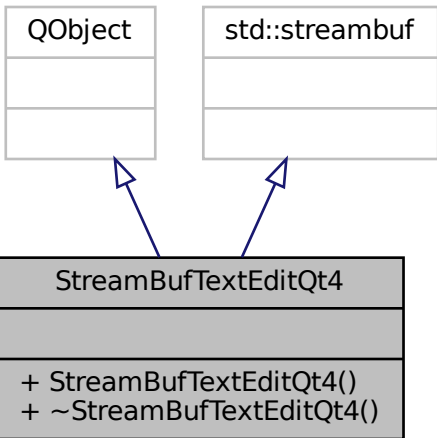 QObject
std::streambuf
StreamBufTextEditQt4
+ StreamBufTextEditQt4()
+ ~StreamBufTextEditQt4()